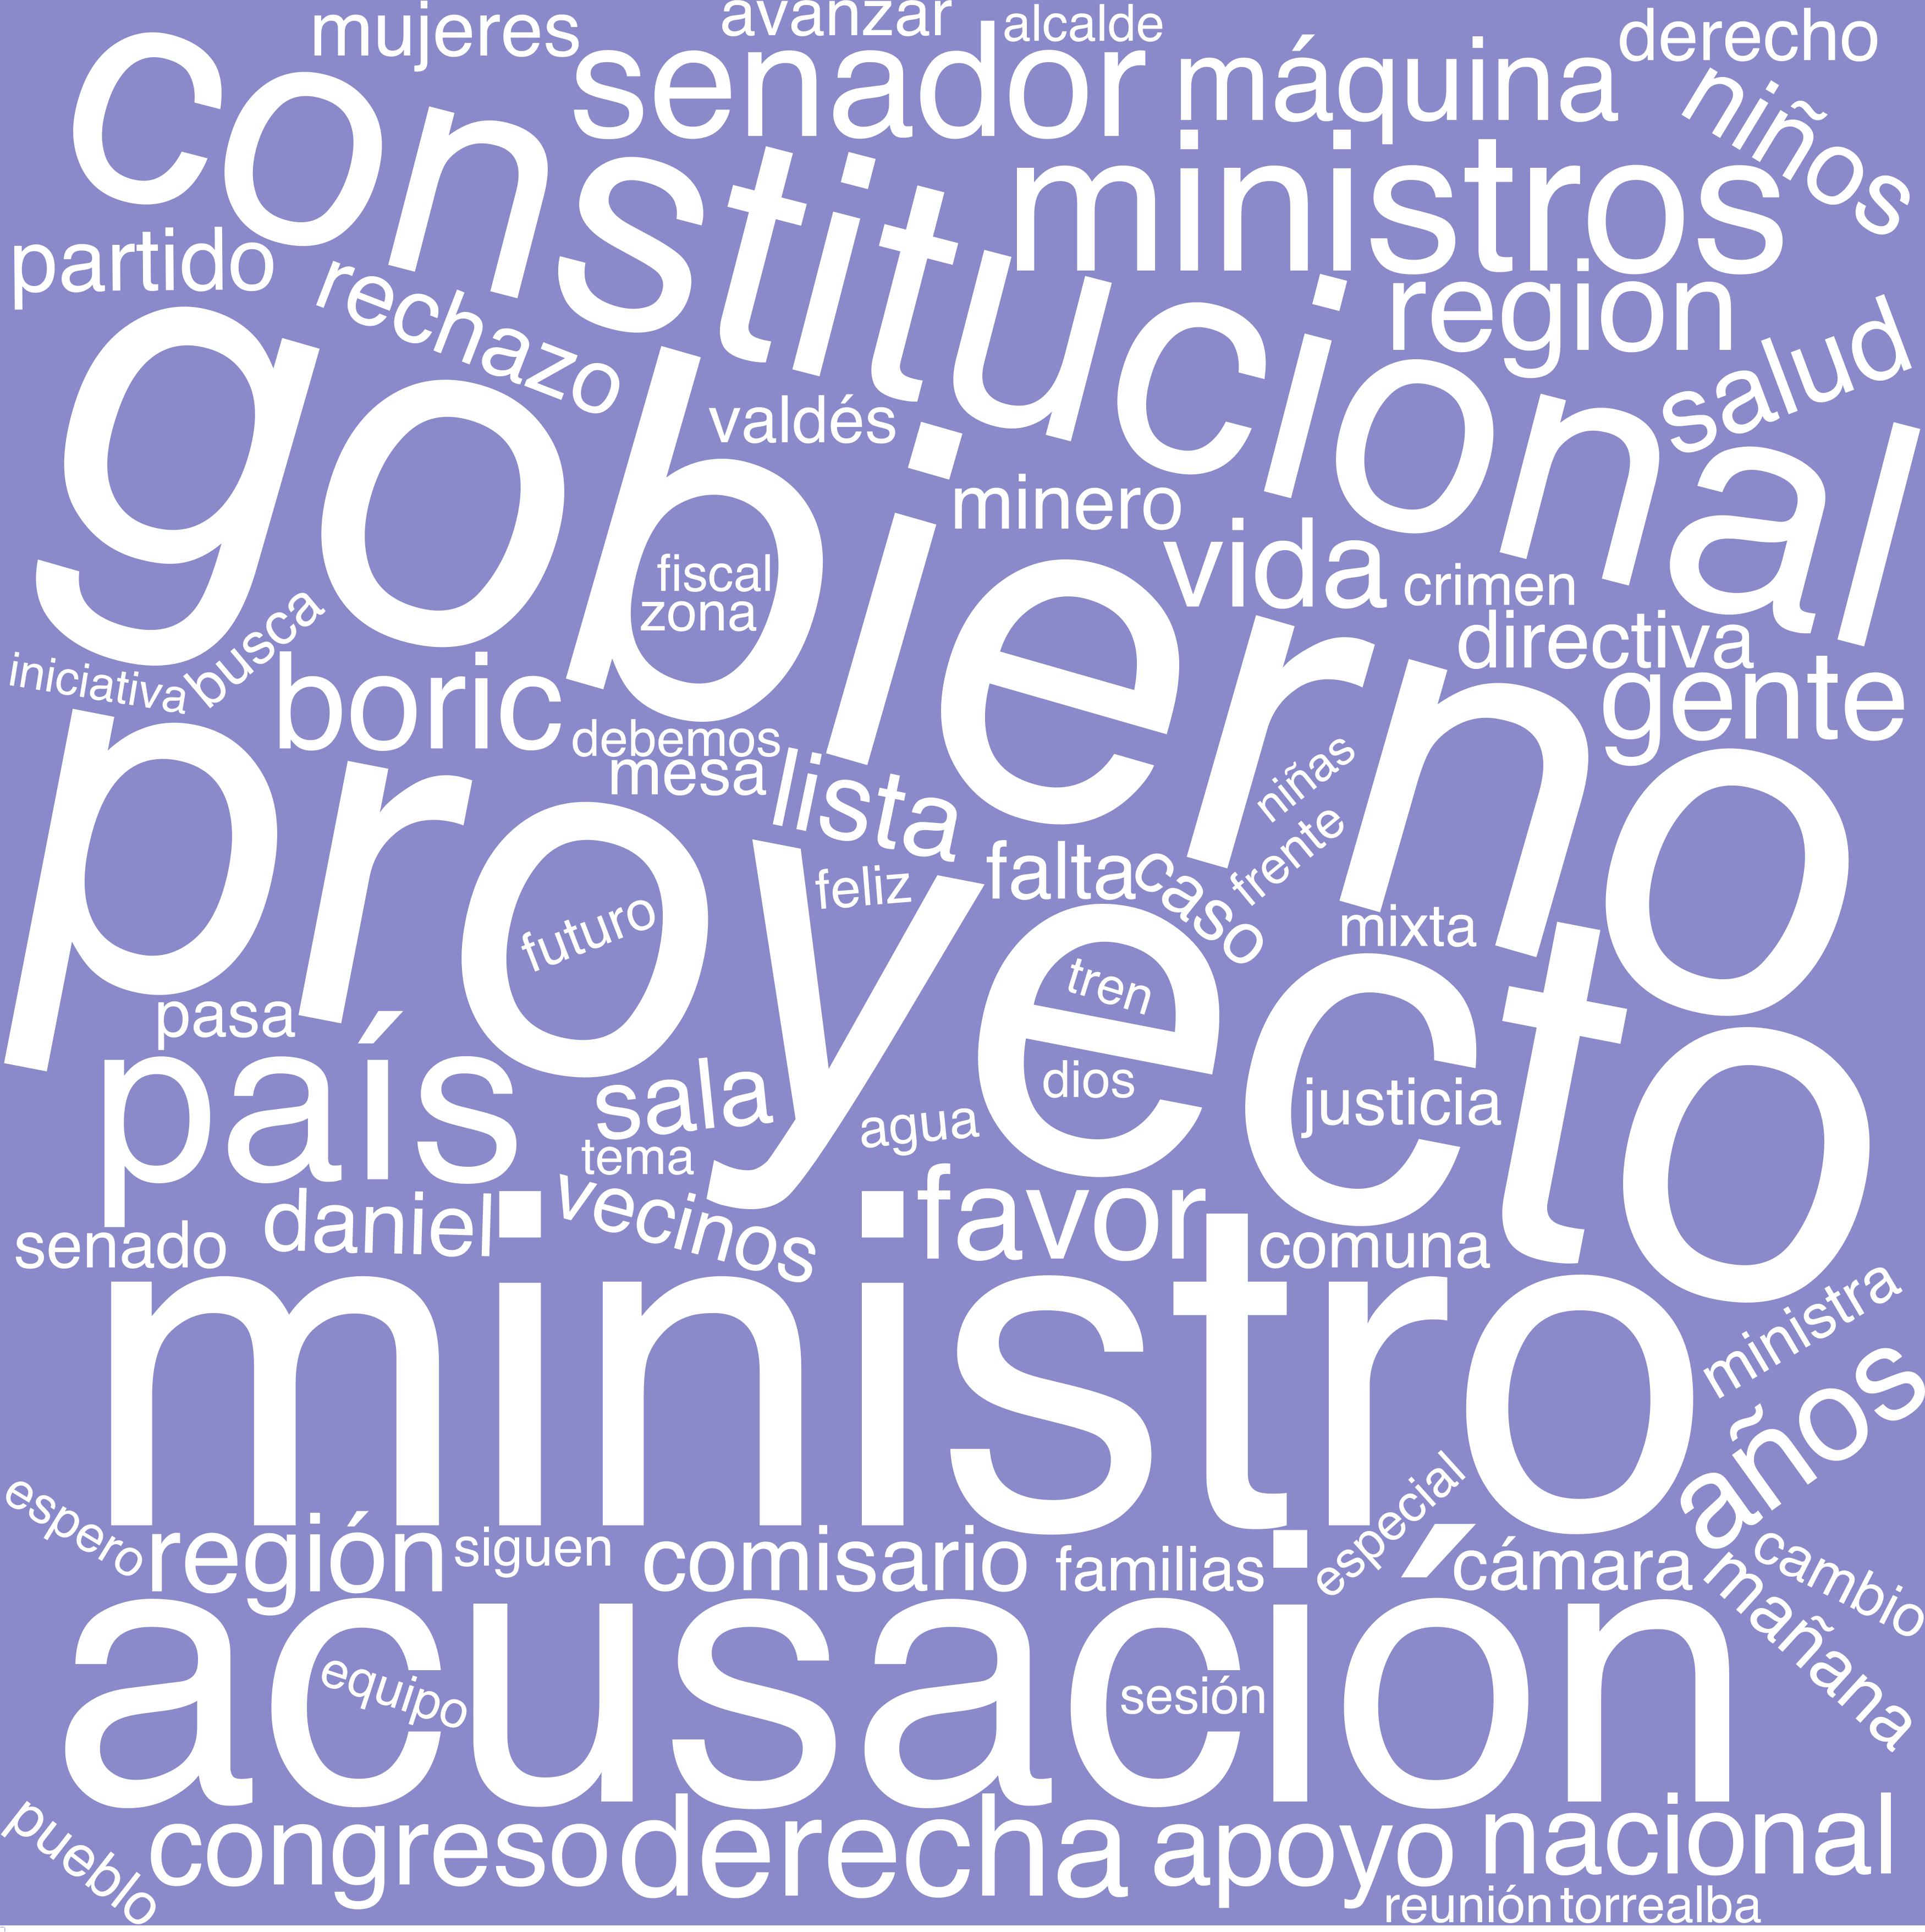 mujeres
avanzar
alcalde
derecho
constitucional
senador
máquina
niños
ministros
partido
rechazo
region
salud
gobierno
valdés
minero
vida
fiscal
zona
crimen
directiva
iniciativa
busca
boric
gente
debemos
mesa
lista
niñas
frente
proyecto
feliz
falta
caso
futuro
mixta
tren
pasa
país
sala
dios
justicia
agua
tema
daniel
vecinos
favor
senado
comuna
ministro
ministra
años
espero
región
siguen
comisario
familias
especial
cámara
cambio
mañana
acusación
equipo
sesión
pueblo
congreso
derecha
apoyo
nacional
reunión
torrealba